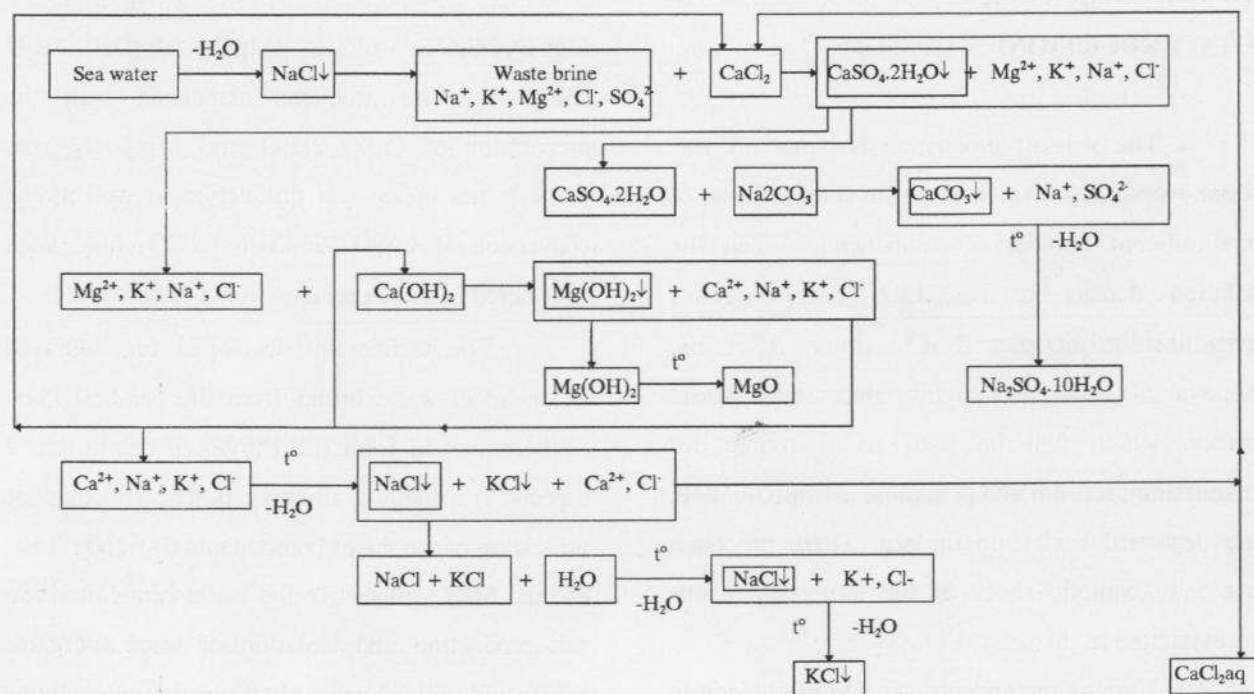 -H₂O
Sea water NaCl↓ Waste brine + CaCl₂ CaSO₄.2H₂O↓ + Mg²⁺, K⁺, Na⁺, Cl⁻
Na⁺, K⁺, Mg²⁺, Cl⁻, SO₄²⁻
CaSO₄.2H₂O + Na2CO₃ CaCO₃↓ + Na⁺, SO₄²⁻
t° -H₂O
Mg²⁺, K⁺, Na⁺, Cl⁻ + Ca(OH)₂ Mg(OH)₂↓ + Ca²⁺, Na⁺, K⁺, Cl⁻
t°
Mg(OH)₂ MgO Na₂SO₄·10H₂O
t°
Ca²⁺, Na⁺, K⁺, Cl⁻ NaCl↓ + KCl↓ + Ca²⁺, Cl⁻
-H₂O
t°
NaCl + KCl + H₂O NaCl↓ + K+, Cl-
-H₂O
t° -H₂O
KCl↓ CaCl₂aq